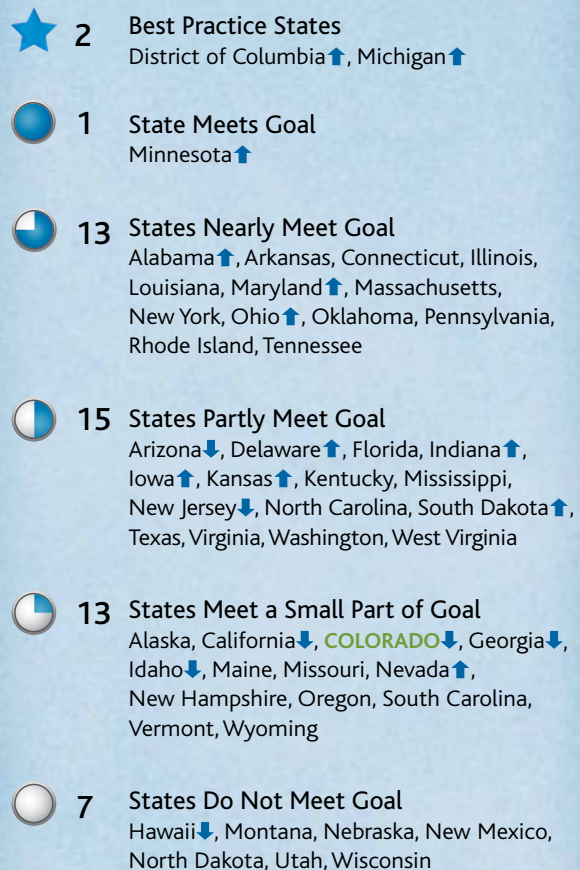 2 Best Practice States
District of Columbia⬆, Michigan⬆
1 State Meets Goal
Minnesota⬆
13 States Nearly Meet Goal
Alabama⬆, Arkansas, Connecticut, Illinois,
Louisiana, Maryland⬆, Massachusetts,
New York, Ohio⬆, Oklahoma, Pennsylvania,
Rhode Island, Tennessee
15 States Partly Meet Goal
Arizona⬇, Delaware⬆, Florida, Indiana⬆,
Iowa⬆, Kansas⬆, Kentucky, Mississippi,
New Jersey⬇, North Carolina, South Dakota⬆,
Texas, Virginia, Washington, West Virginia
13 States Meet a Small Part of Goal
Alaska, California⬇, COLORADO⬇, Georgia⬇,
Idaho⬇, Maine, Missouri, Nevada⬆,
New Hampshire, Oregon, South Carolina,
Vermont, Wyoming
7 States Do Not Meet Goal
Hawaii⬇, Montana, Nebraska, New Mexico,
North Dakota, Utah, Wisconsin